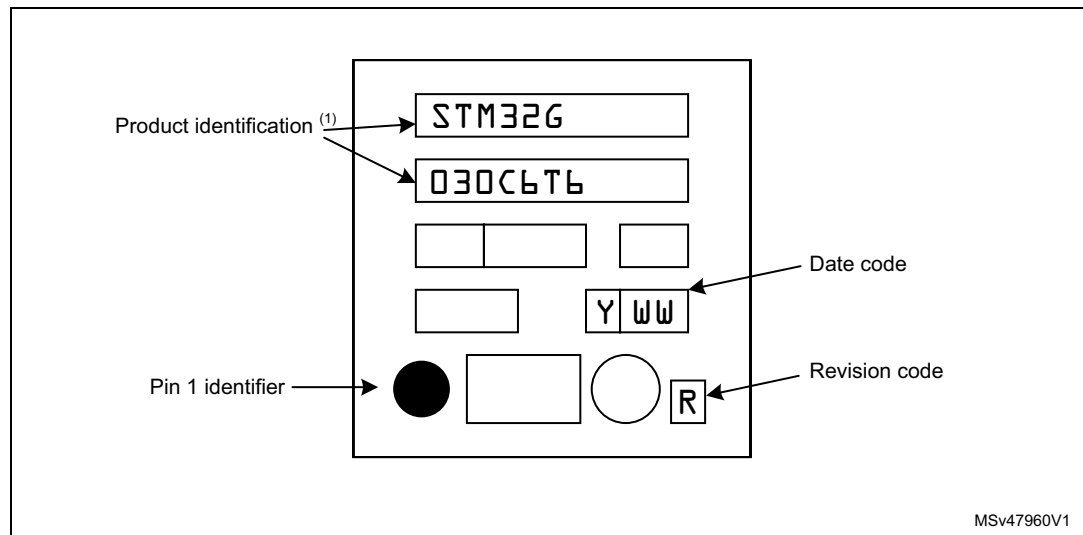 Product identification (1)
STM32G
030C6T6
Date code
Y WW
Pin 1 identifier
Revision code
R
MSv47960V1